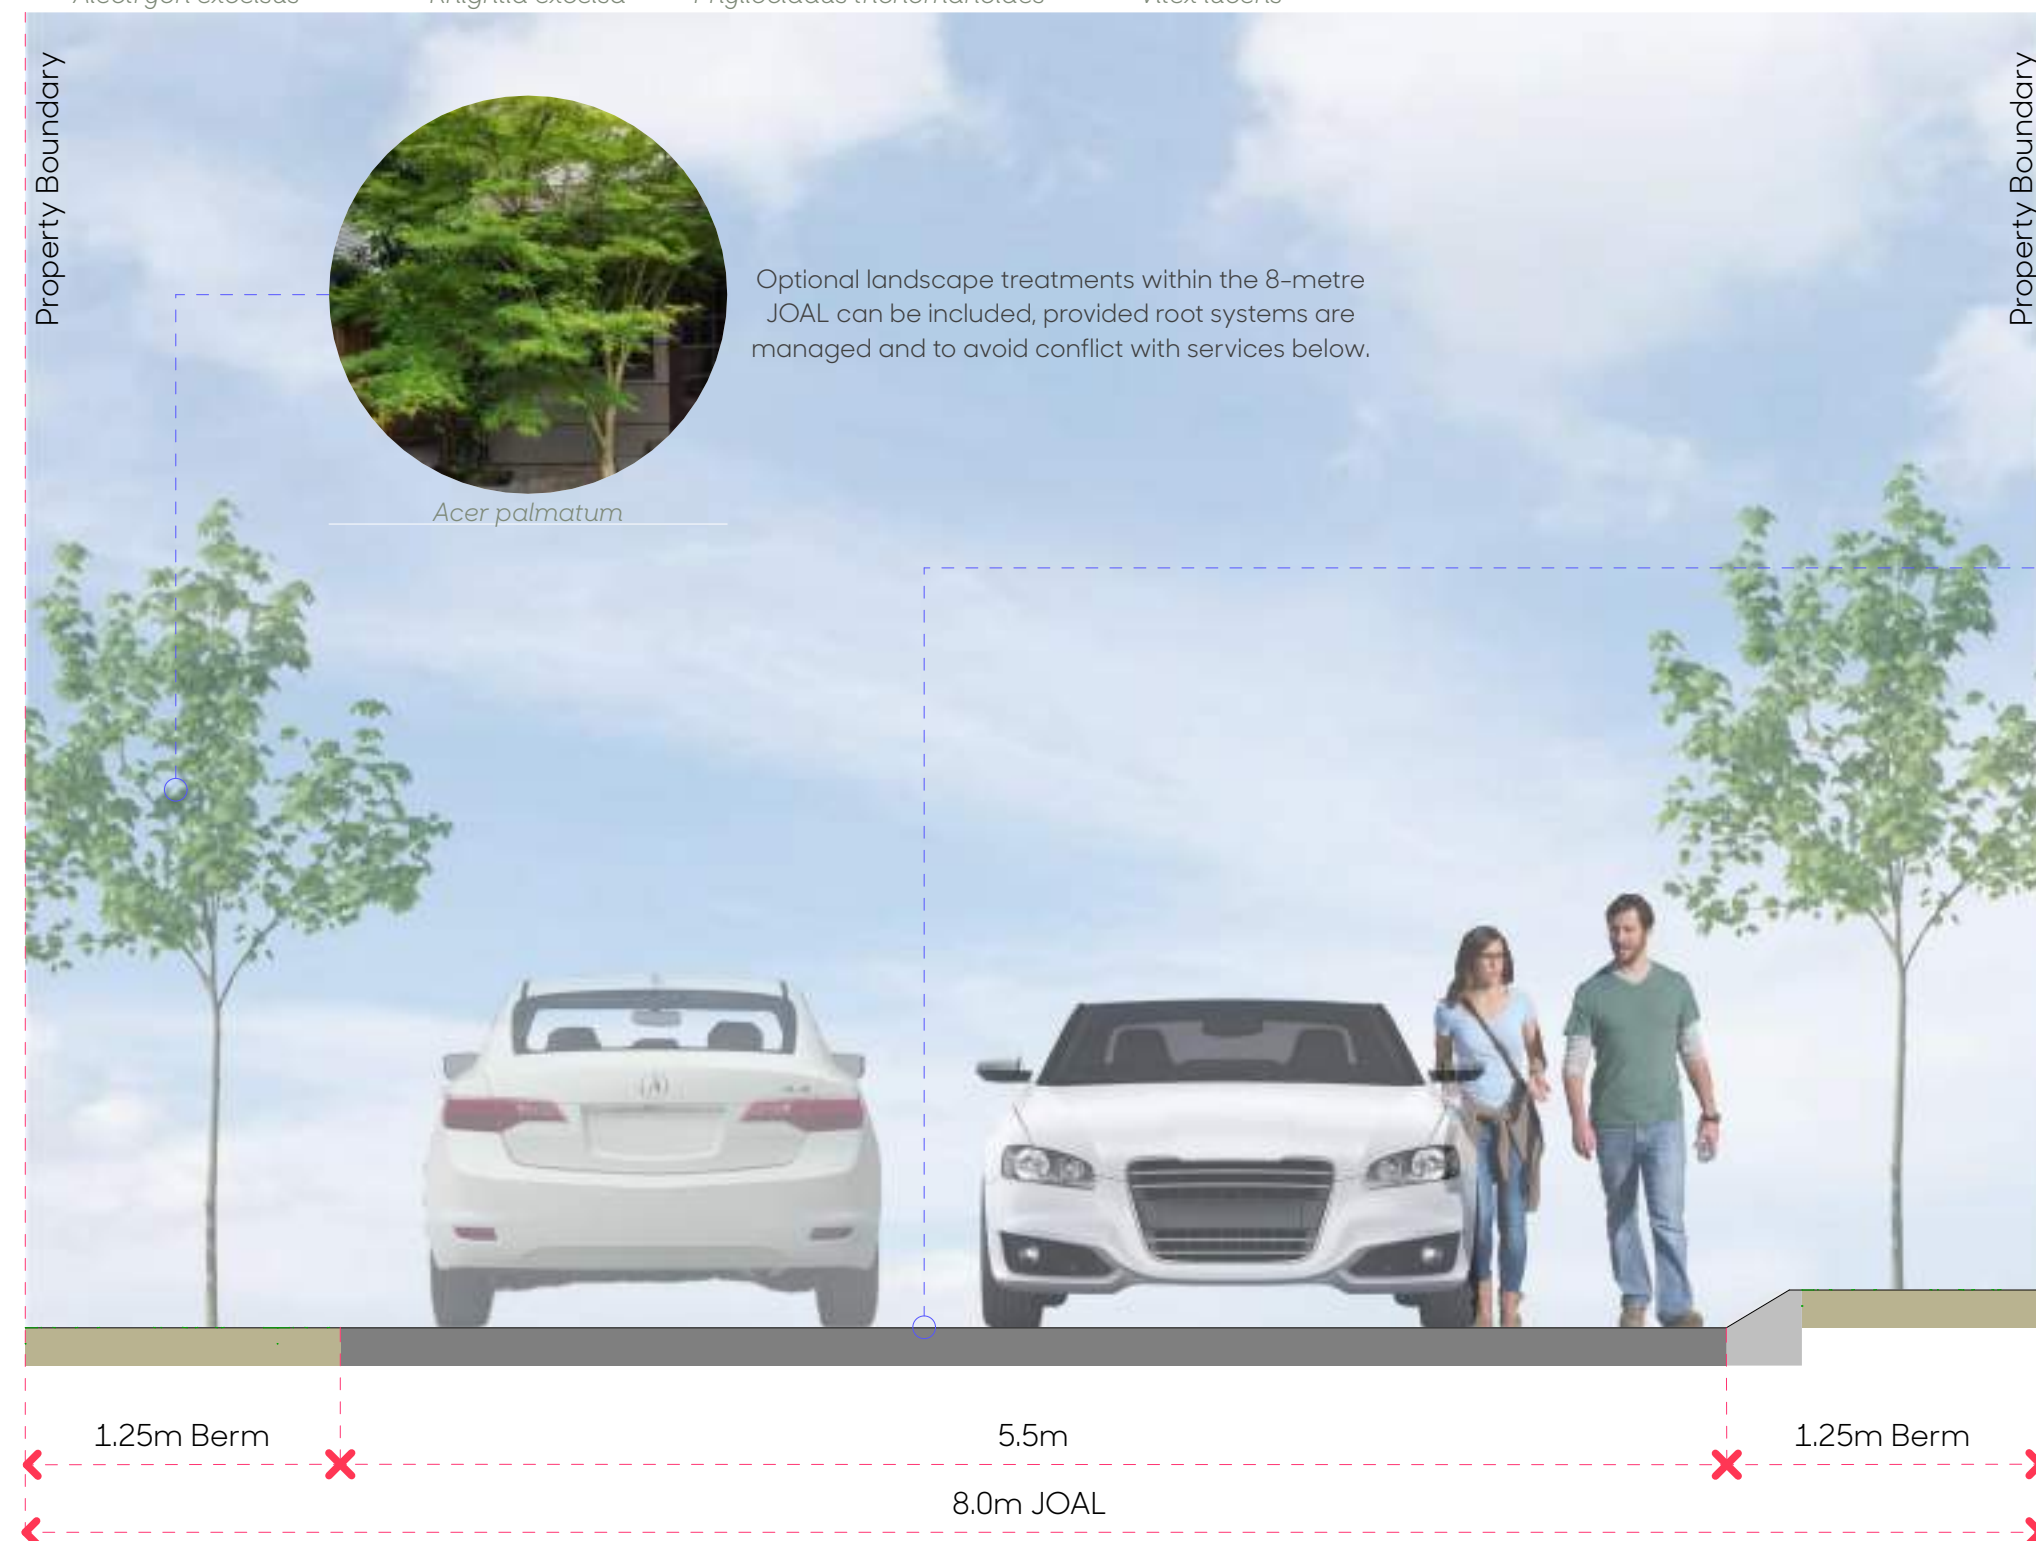 Property Boundary
Property Boundary
Optional landscape treatments within the 8-metre
JOAL can be included, provided root systems are
managed and to avoid conflict with services below.
Acer palmatum
1.25m Berm
5.5m
1.25m Berm
8.0m JOAL